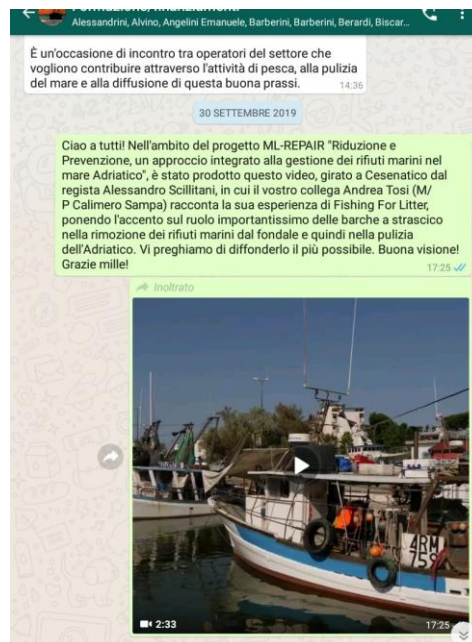 Alessandrini, Alvino, Angelini Emanuele, Barberini, Barberini, Berardi, Biscar...
È un'occasione di incontro tra operatori del settore che
vogliono contribuire attraverso l'attività di pesca, alla pulizia
del mare e alla diffusione di questa buona prassi.
14:36
30 SETTEMBRE 2019
Ciao a tutti! Nell'ambito del progetto ML-REPAIR "Riduzione e
Prevenzione, un approccio integrato alla gestione dei rifiuti marini nel
mare Adriatico", è stato prodotto questo video, girato a Cesenatico dal
regista Alessandro Scillitani, in cui il vostro collega Andrea Tosi (M/
P Calimero Sampa) racconta la sua esperienza di Fishing For Litter,
ponendo l'accento sul ruolo importantissimo delle barche a strascico
nella rimozione dei rifiuti marini dal fondale e quindi nella pulizia
dell'Adriatico. Vi preghiamo di diffonderlo il più possibile. Buona visione!
Grazie mille!
17:25
Inoltrato
4RM
759
2:33
17:25